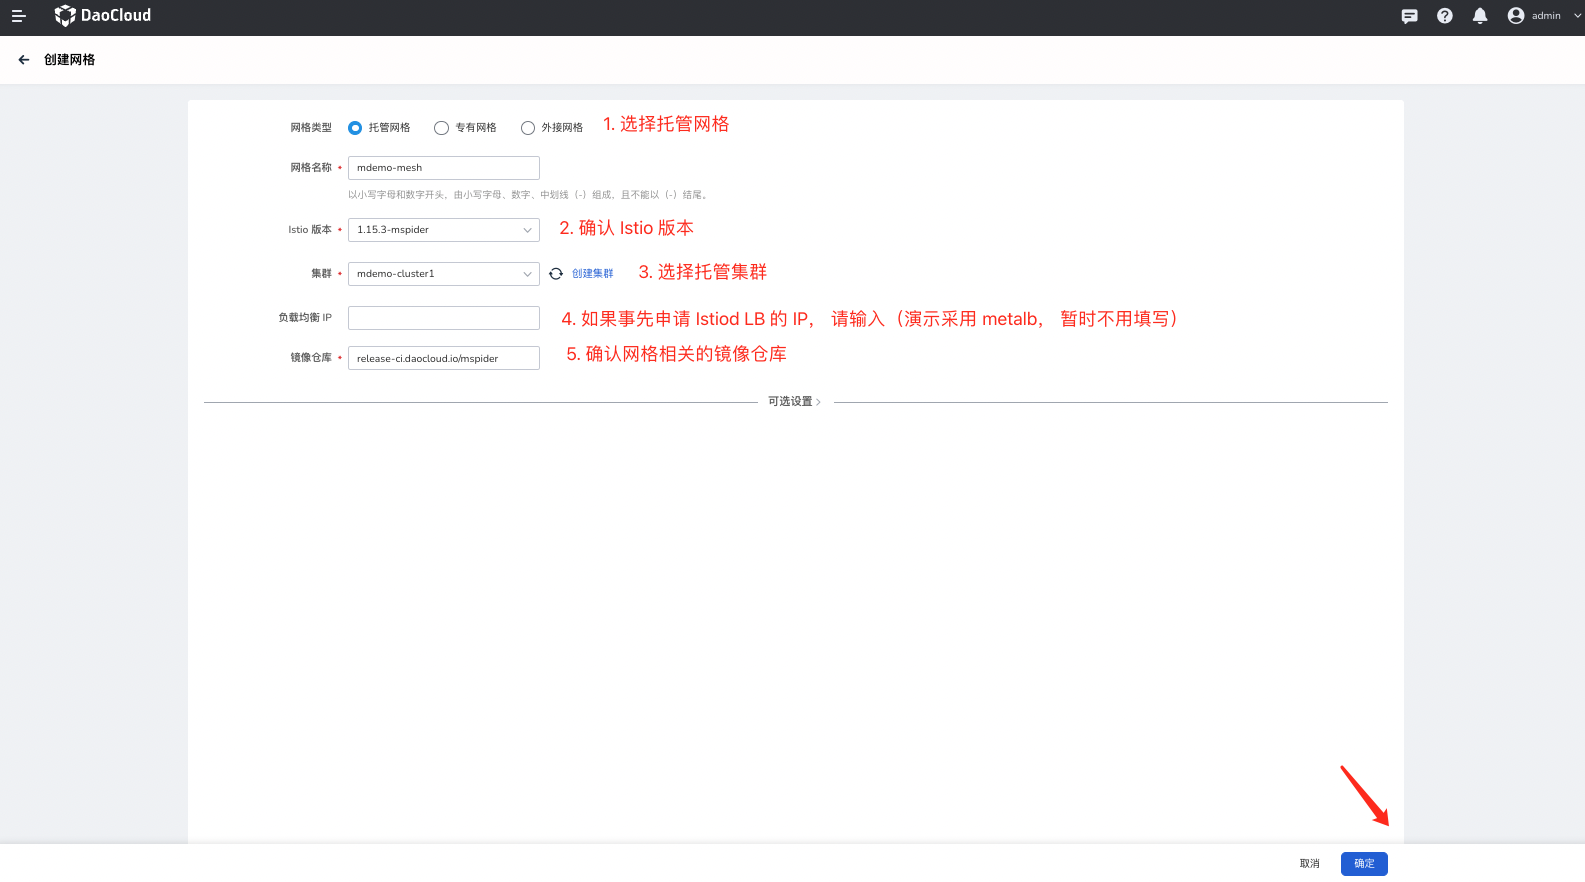 DaoCloud
admin
创建网格
网格类型 托管网格 专有网格 外接网格 1. 选择托管网格
网格名称 • mdemo-mesh
以小写字母和数字开头，由小写字母、数字、中划线（-）组成，且不能以（-）结尾。
Istio 版本 • 1.15.3-mspider 2. 确认 Istio 版本
集群 • mdemo-cluster1 创建集群 3. 选择托管集群
负载均衡 IP 4. 如果事先申请 Istiod LB 的 IP， 请输入（演示采用 metalb， 暂时不用填写）
镜像仓库 • release-ci.daocloud.io/mspider 5. 确认网格相关的镜像仓库
可选设置 >
取消 确定